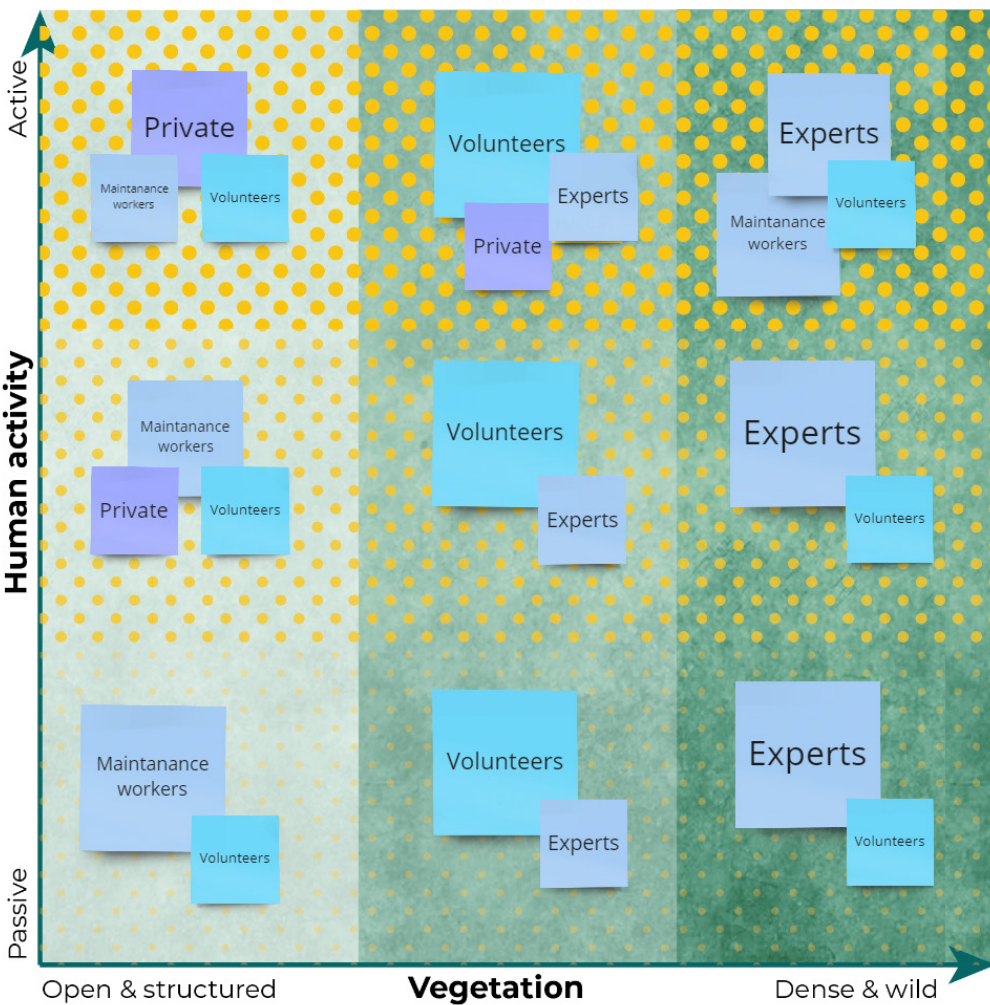 Active
Private
Maintanance
workers
Volunteers
Volunteers
Experts
Private
Experts
Maintanance
workers
Volunteers
Human activity
Maintanance
workers
Private
Volunteers
Volunteers
Experts
Experts
Volunteers
Passive
Maintanance
workers
Volunteers
Volunteers
Experts
Experts
Volunteers
Open & structured
Vegetation
Dense & wild